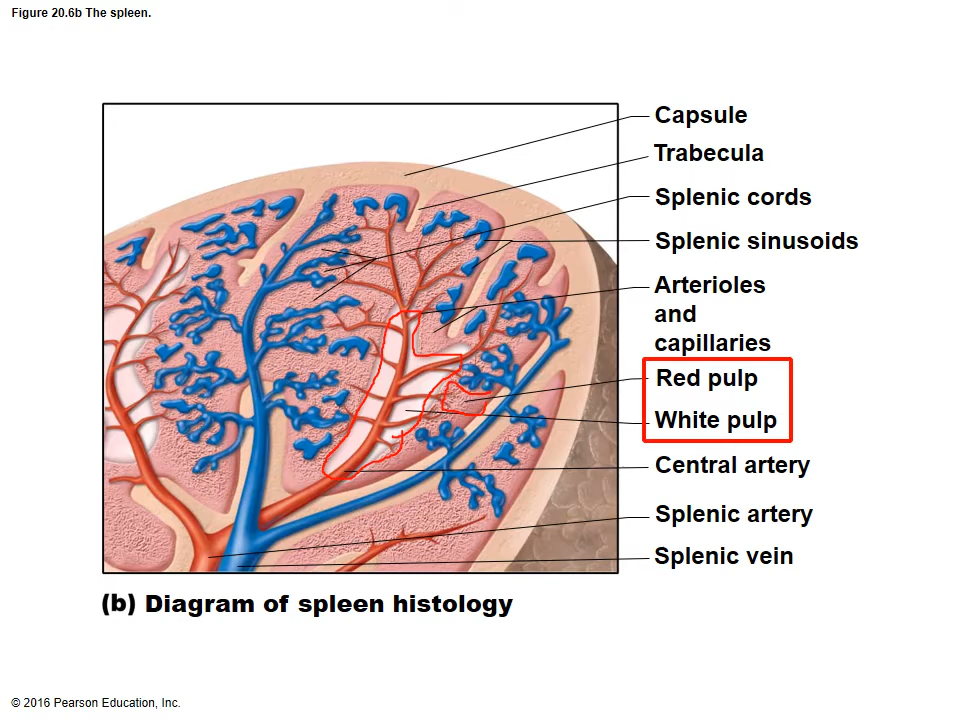 Figure 20.6b The spleen.
Capsule
Trabecula
Splenic cords
Splenic sinusoids
Arterioles
and
capillaries
Red pulp
White pulp
Central artery
Splenic artery
Splenic vein
(b) Diagram of spleen histology
© 2016 Pearson Education, Inc.